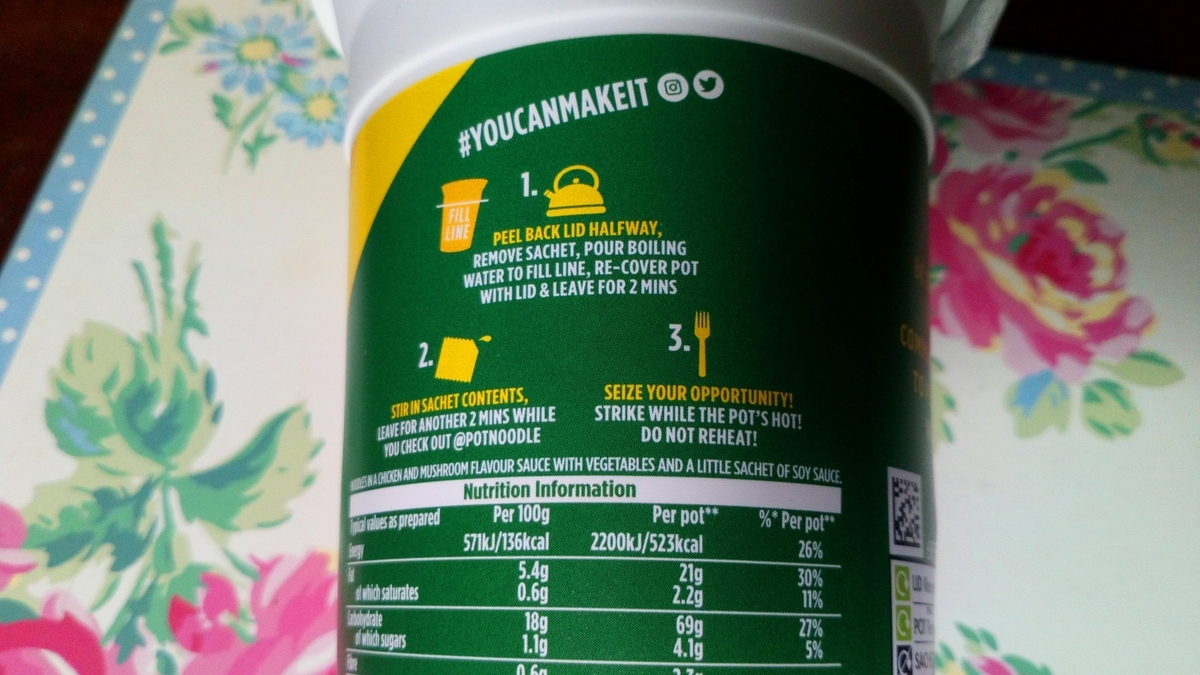 #YOUCANMAKEIT
FILL
LINE
1.
PEEL BACK LID HALFWAY,
REMOVE SACHET, POUR BOILING
WATER TO FILL LINE, RE-COVER POT
WITH LID & LEAVE FOR 2 MINS
2.
STIR IN SACHET CONTENTS,
LEAVE FOR ANOTHER 2 MINS WHILE
YOU CHECK OUT @POTNOODLE
3.
SEIZE YOUR OPPORTUNITY!
STRIKE WHILE THE POT'S HOT!
DO NOT REHEAT!
NOODLES IN A CHICKEN AND MUSHROOM FLAVOUR SAUCE WITH VEGETABLES AND A LITTLE SACHET OF SOY SAUCE.
Nutrition Information
Typical values as prepared Per 100g Per pot** %* Per pot**
Energy 571kJ/136kcal 2200kJ/523kcal 26%
Fat 5.4g 21g 30%
of which saturates 0.6g 2.2g 11%
Carbohydrate 18g 69g 27%
of which sugars 1.1g 4.1g 5%
Fibre 0.6g
LID
POT
SACH